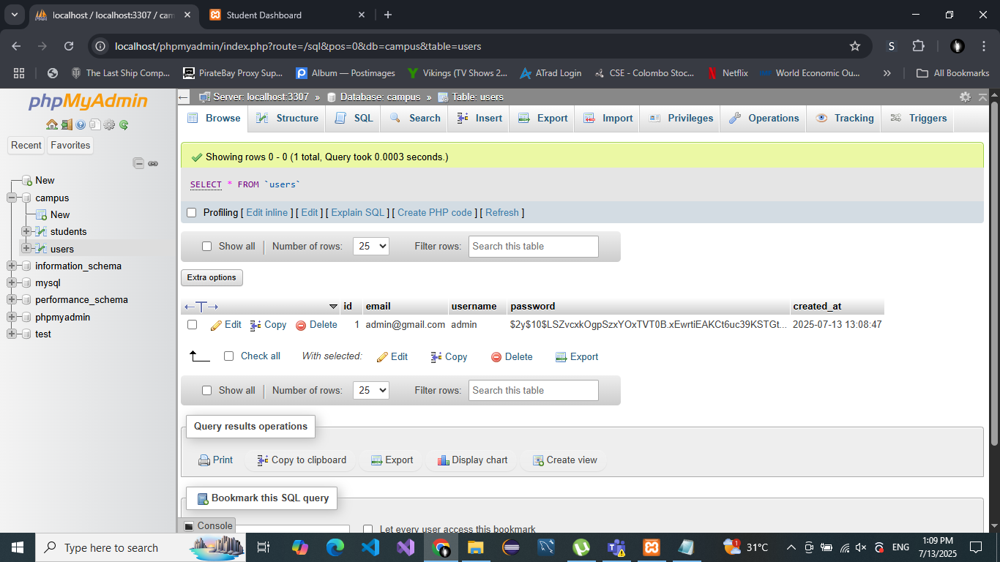 localhost / localhost:3307 / cam
Student Dashboard
localhost/phpmyadmin/index.php?route=/sql&pos=0&db=campus&table=users
S
The Last Ship Comp... PirateBay Proxy Sup... Album — Postimages Vikings (TV Shows 2... ATrad Login CSE - Colombo Stoc... Netflix World Economic Ou... » All Bookmarks
phpMyAdmin
Recent Favorites
New
campus
New
students
users
information_schema
mysql
performance_schema
phpmyadmin
test
Server: localhost:3307 » Database: campus » Table: users
Browse Structure SQL Search Insert Export Import Privileges Operations Tracking Triggers
Showing rows 0 - 0 (1 total, Query took 0.0003 seconds.)
SELECT * FROM `users`
Profiling [ Edit inline ] [ Edit ] [ Explain SQL ] [ Create PHP code ] [ Refresh ]
Show all Number of rows: 25 Filter rows: Search this table
Extra options
id email username password created_at
Edit Copy Delete 1 admin@gmail.com admin $2y$10$LSZvcxkOgpSzxYOxTVT0B.xEwrtiEAKCt6uc39KSTGt... 2025-07-13 13:08:47
Check all With selected: Edit Copy Delete Export
Show all Number of rows: 25 Filter rows: Search this table
Query results operations
Print Copy to clipboard Export Display chart Create view
Bookmark this SQL query
Console
Let every user access this bookmark
Type here to search
31°C
ENG
1:09 PM
7/13/2025